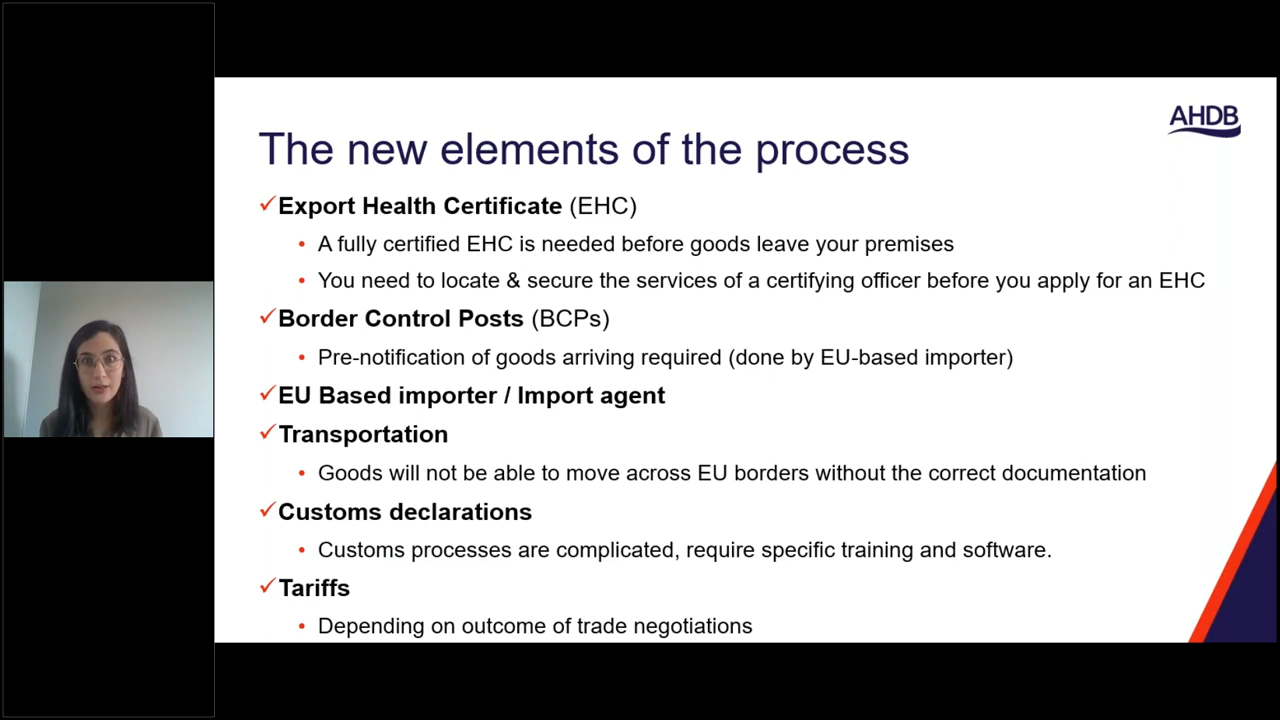 AHDB
The new elements of the process
✓Export Health Certificate (EHC)
• A fully certified EHC is needed before goods leave your premises
• You need to locate & secure the services of a certifying officer before you apply for an EHC
✓Border Control Posts (BCPs)
• Pre-notification of goods arriving required (done by EU-based importer)
✓EU Based importer / Import agent
✓Transportation
• Goods will not be able to move across EU borders without the correct documentation
✓Customs declarations
• Customs processes are complicated, require specific training and software.
✓Tariffs
• Depending on outcome of trade negotiations